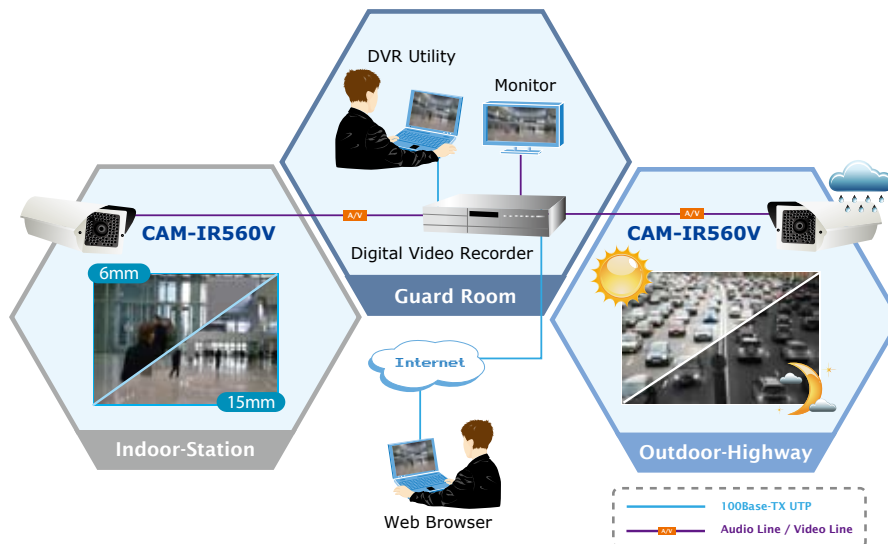 DVR Utility
Monitor
A/V
A/V
CAM-IR560V
CAM-IR560V
Digital Video Recorder
6mm
15mm
Guard Room
Internet
Indoor-Station
Outdoor-Highway
Web Browser
100Base-TX UTP
A/V
Audio Line / Video Line